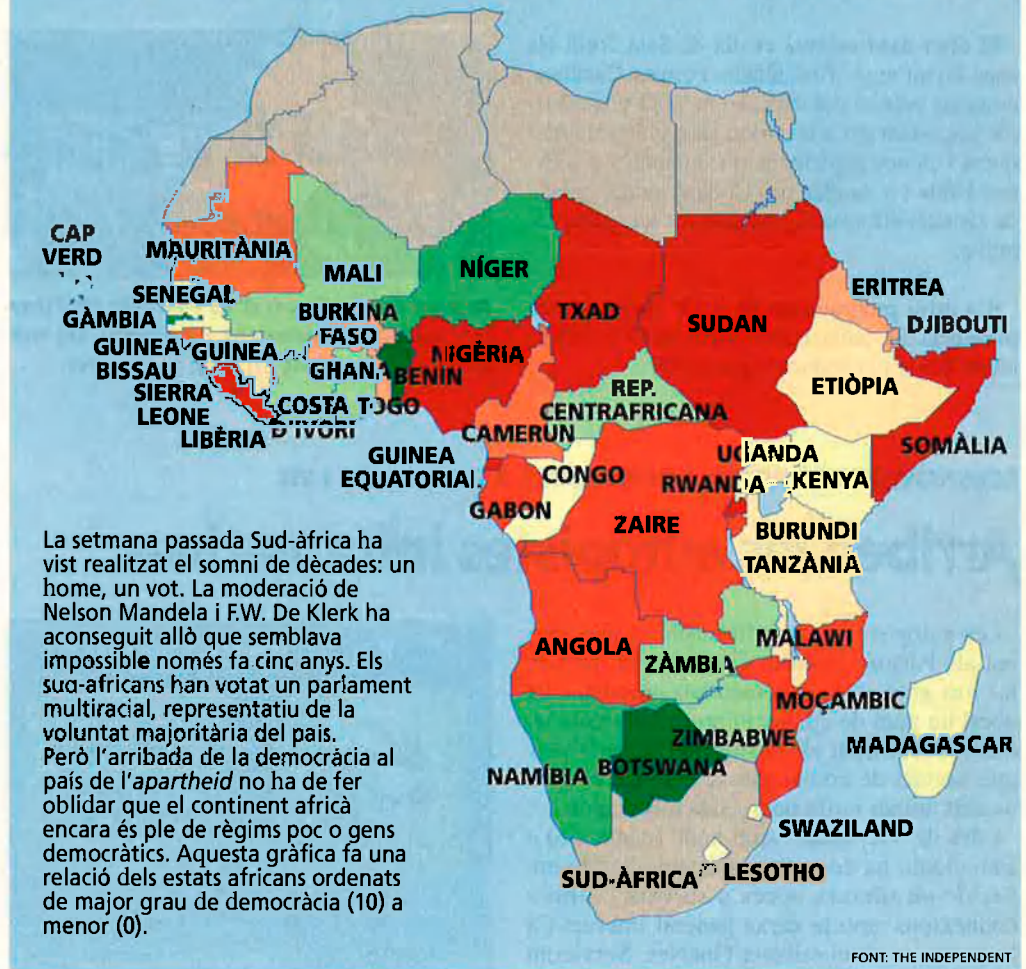 CAP
VERD
MAURITÀNIA
MALI
NÍGER
TXAD
SUDAN
ERITREA
DJIBOUTI
SENEGAL
GÀMBIA
GUINEA
BISSAU
GUINEA
SIERRA
LEONE
LIBÈRIA
BURKINA
FASO
GHANA
COSTA
D'IVORI
TOGO
BENIN
NIGÈRIA
REP.
CENTRAFRICANA
ETIÒPIA
SOMÀLIA
CAMERUN
GUINEA
EQUATORIAL
GABON
CONGO
ZAIRE
UGANDA
RWANDA
KENYA
BURUNDI
TANZÀNIA
ANGOLA
ZÀMBIA
MALAWI
MOÇAMBIC
ZIMBABWE
MADAGASCAR
NAMÍBIA
BOTSWANA
SWAZILAND
SUD-ÀFRICA
LESOTHO
La setmana passada Sud-àfrica ha
vist realitzat el somni de dècades: un
home, un vot. La moderació de
Nelson Mandela i F.W. De Klerk ha
aconseguit allò que semblava
impossible només fa cinc anys. Els
sud-africans han votat un parlament
multiracial, representatiu de la
voluntat majoritària del país.
Però l'arribada de la democràcia al
país de l'apartheid no ha de fer
oblidar que el continent africà
encara és ple de règims poc o gens
democràtics. Aquesta gràfica fa una
relació dels estats africans ordenats
de major grau de democràcia (10) a
menor (0).
FONT: THE INDEPENDENT